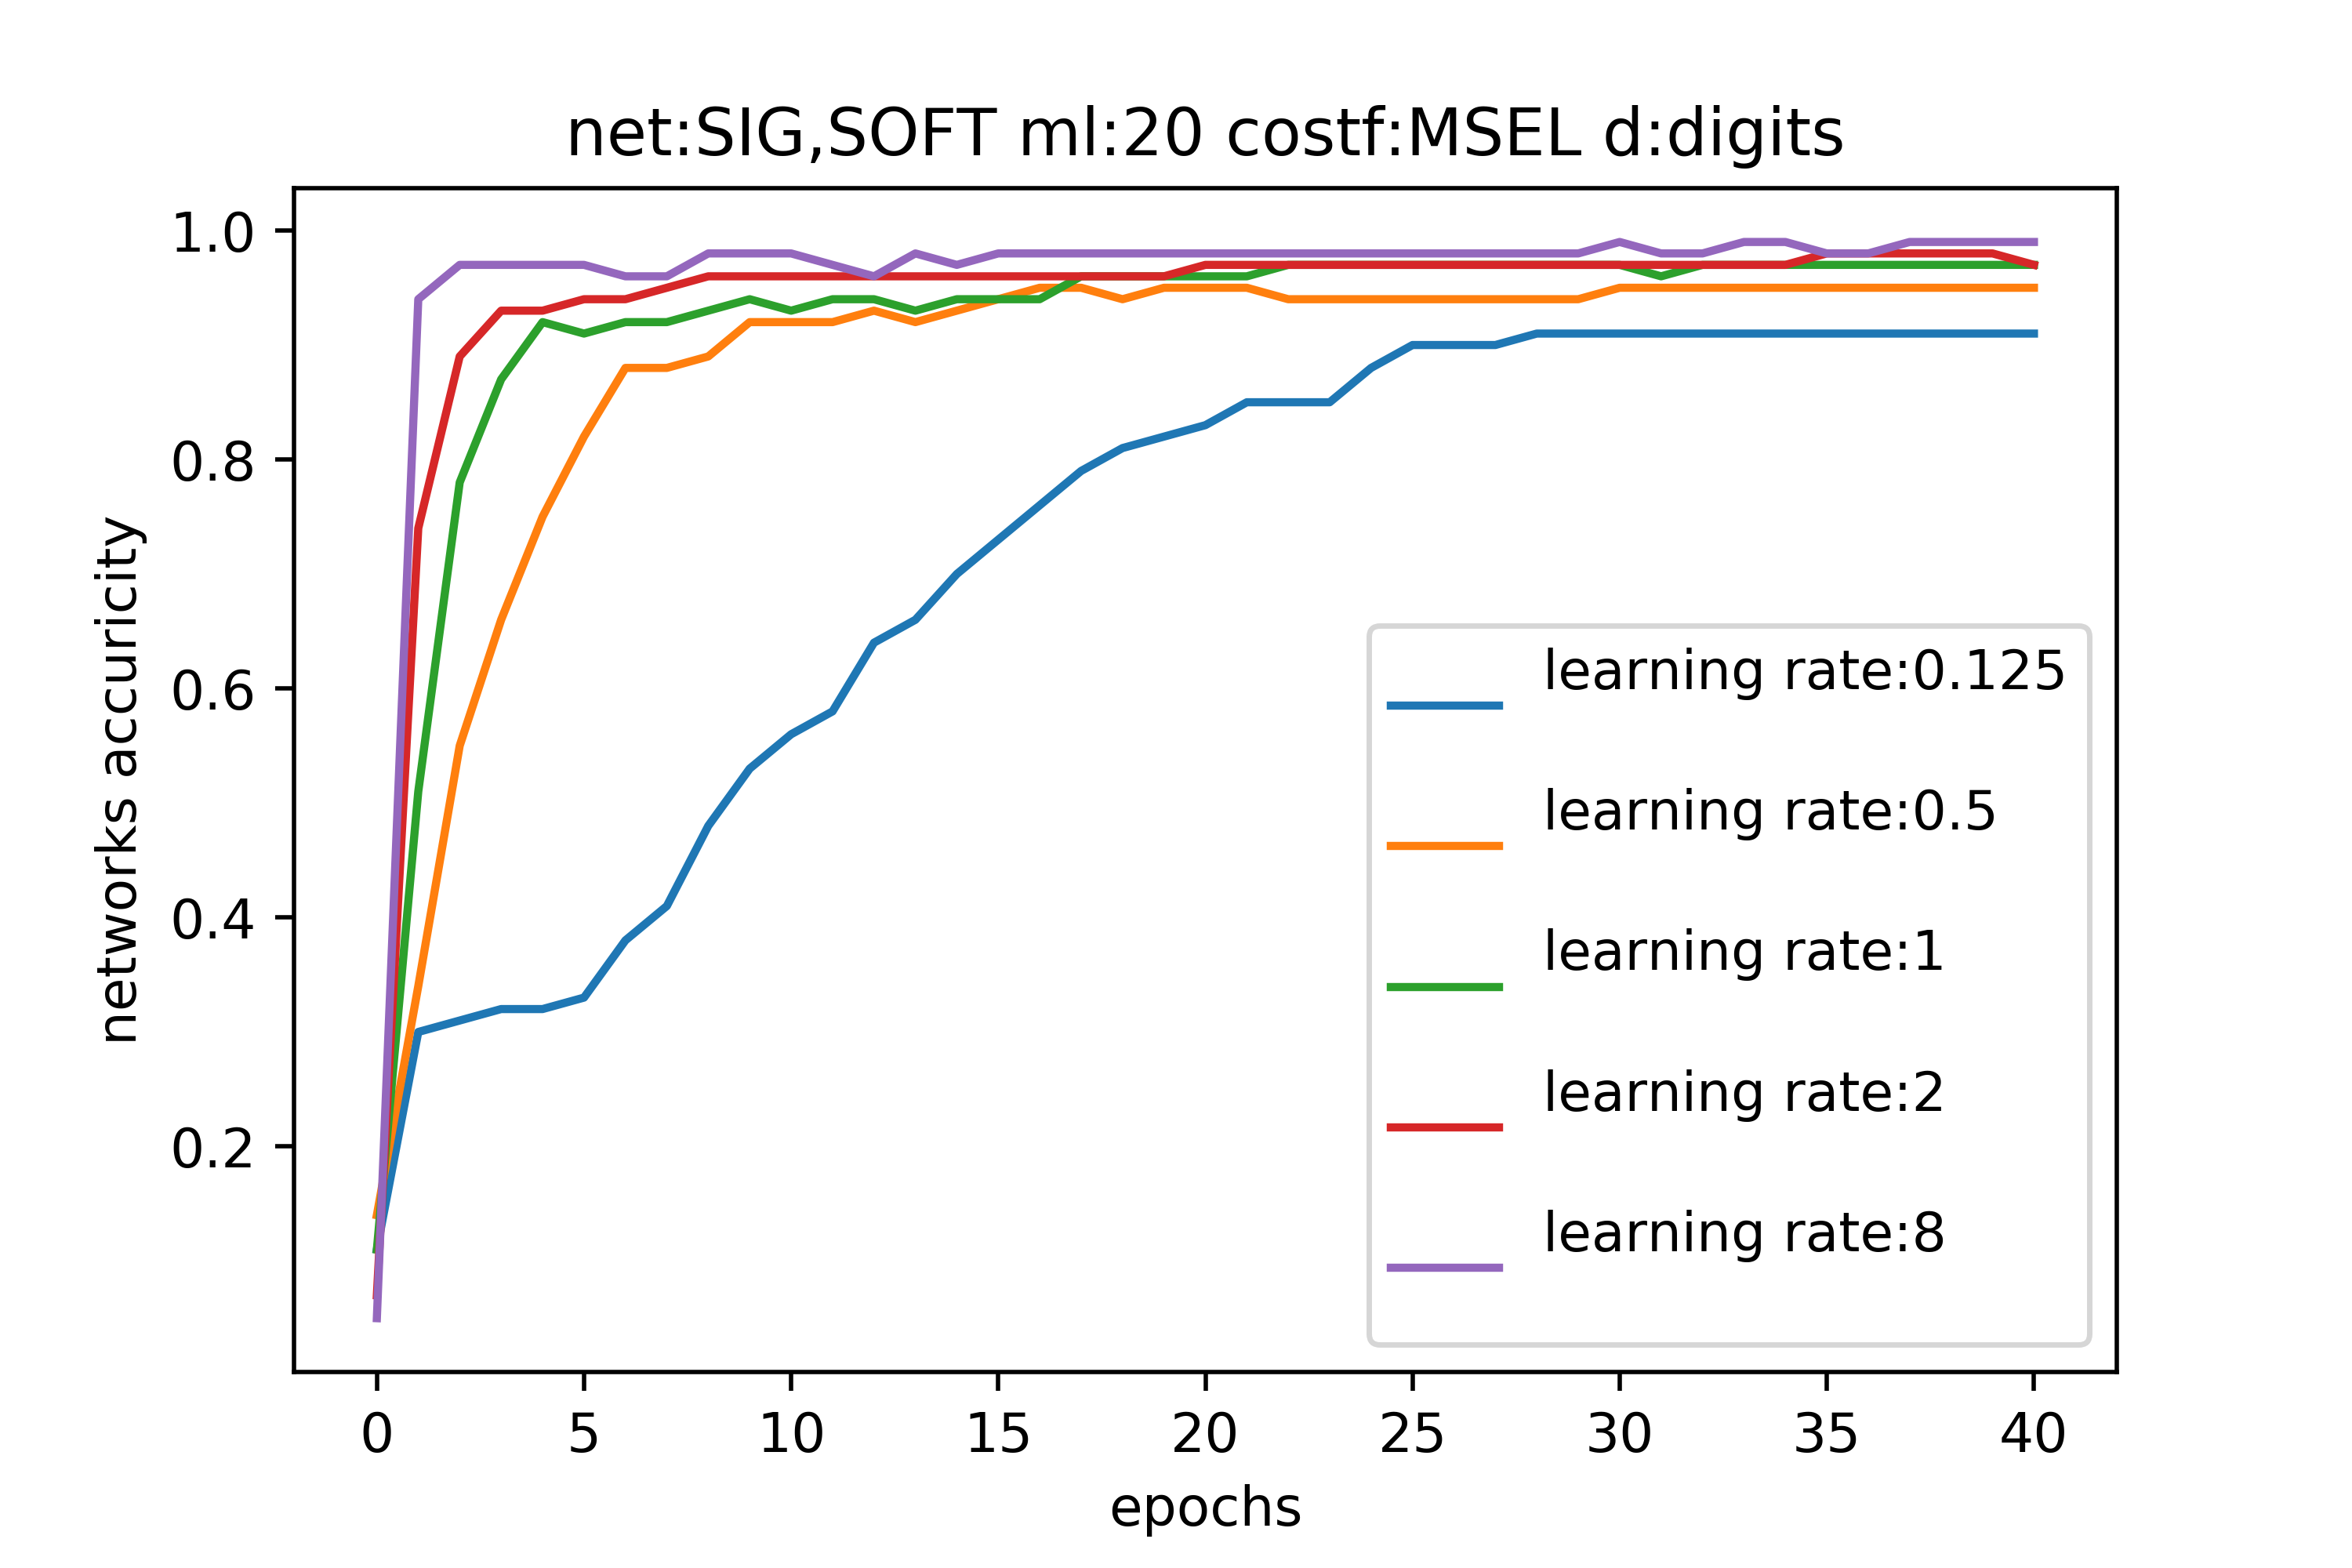 net:SIG,SOFT ml:20 costf:MSEL d:digits
networks accuricity
1.0
0.8
0.6
0.4
0.2
learning rate:0.125
learning rate:0.5
learning rate:1
learning rate:2
learning rate:8
0 5 10 15 20 25 30 35 40
epochs